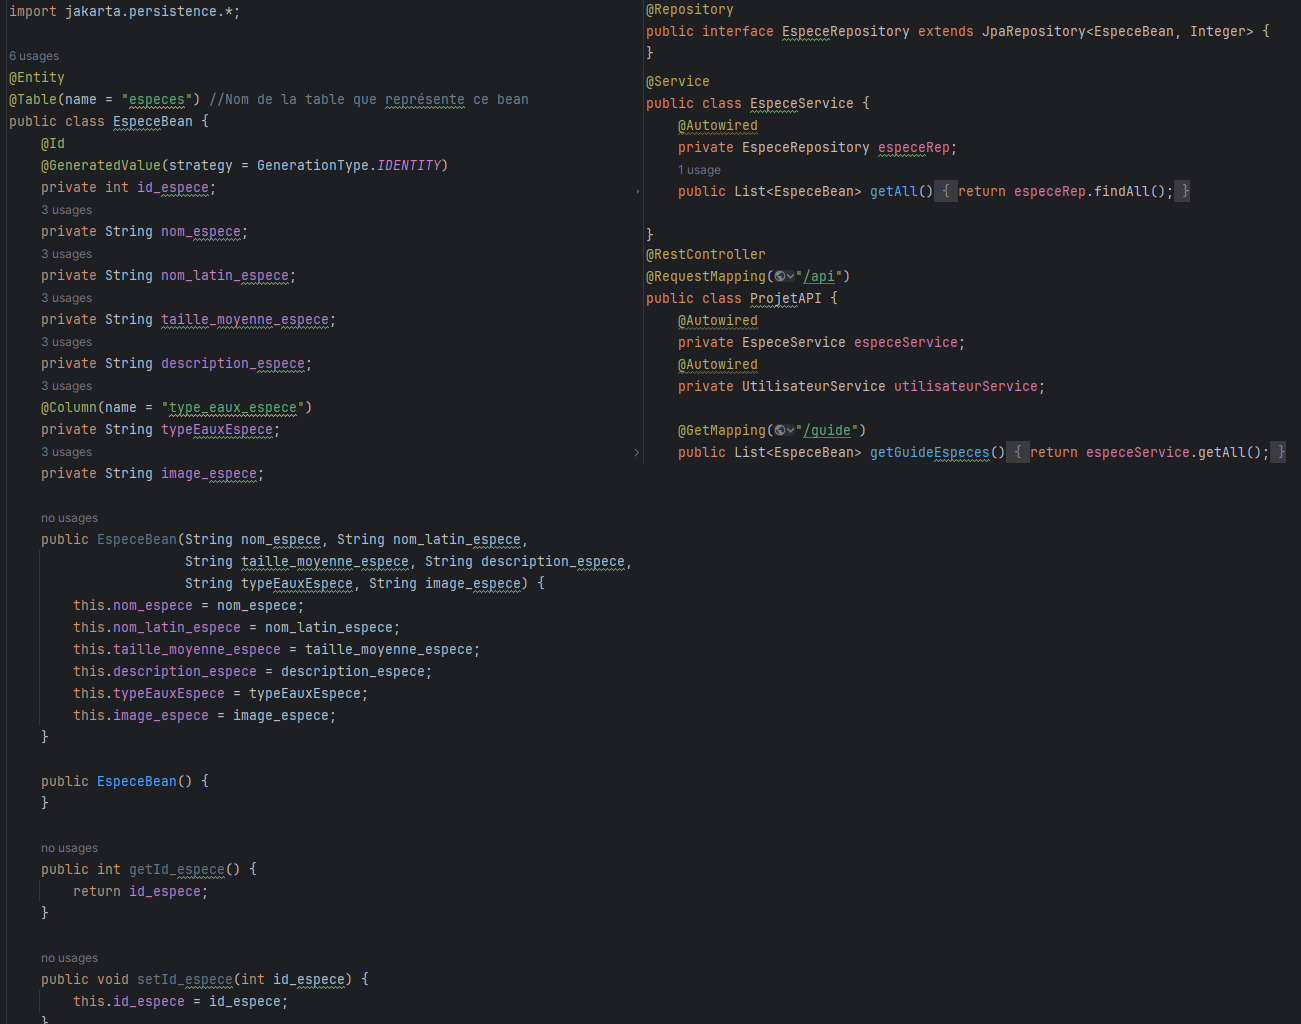 import jakarta.persistence.*;
6 usages
@Entity
@Table(name = "especes") //Nom de la table que représente ce bean
public class EspeceBean {
@Id
@GeneratedValue(strategy = GenerationType.IDENTITY)
private int id_espece;
3 usages
private String nom_espece;
3 usages
private String nom_latin_espece;
3 usages
private String taille_moyenne_espece;
3 usages
private String description_espece;
3 usages
@Column(name = "type_eaux_espece")
private String typeEauxEspece;
3 usages
private String image_espece;
no usages
public EspeceBean(String nom_espece, String nom_latin_espece,
String taille_moyenne_espece, String description_espece,
String typeEauxEspece, String image_espece) {
this.nom_espece = nom_espece;
this.nom_latin_espece = nom_latin_espece;
this.taille_moyenne_espece = taille_moyenne_espece;
this.description_espece = description_espece;
this.typeEauxEspece = typeEauxEspece;
this.image_espece = image_espece;
}
public EspeceBean() {
}
no usages
public int getId_espece() {
return id_espece;
}
no usages
public void setId_espece(int id_espece) {
this.id_espece = id_espece;
}
@Repository
public interface EspeceRepository extends JpaRepository<EspeceBean, Integer> {
}
@Service
public class EspeceService {
@Autowired
private EspeceRepository especeRep;
1 usage
public List<EspeceBean> getAll() { return especeRep.findAll(); }
}
@RestController
@RequestMapping("/api")
public class ProjetAPI {
@Autowired
private EspeceService especeService;
@Autowired
private UtilisateurService utilisateurService;
@GetMapping("/guide")
public List<EspeceBean> getGuideEspeces() { return especeService.getAll(); }